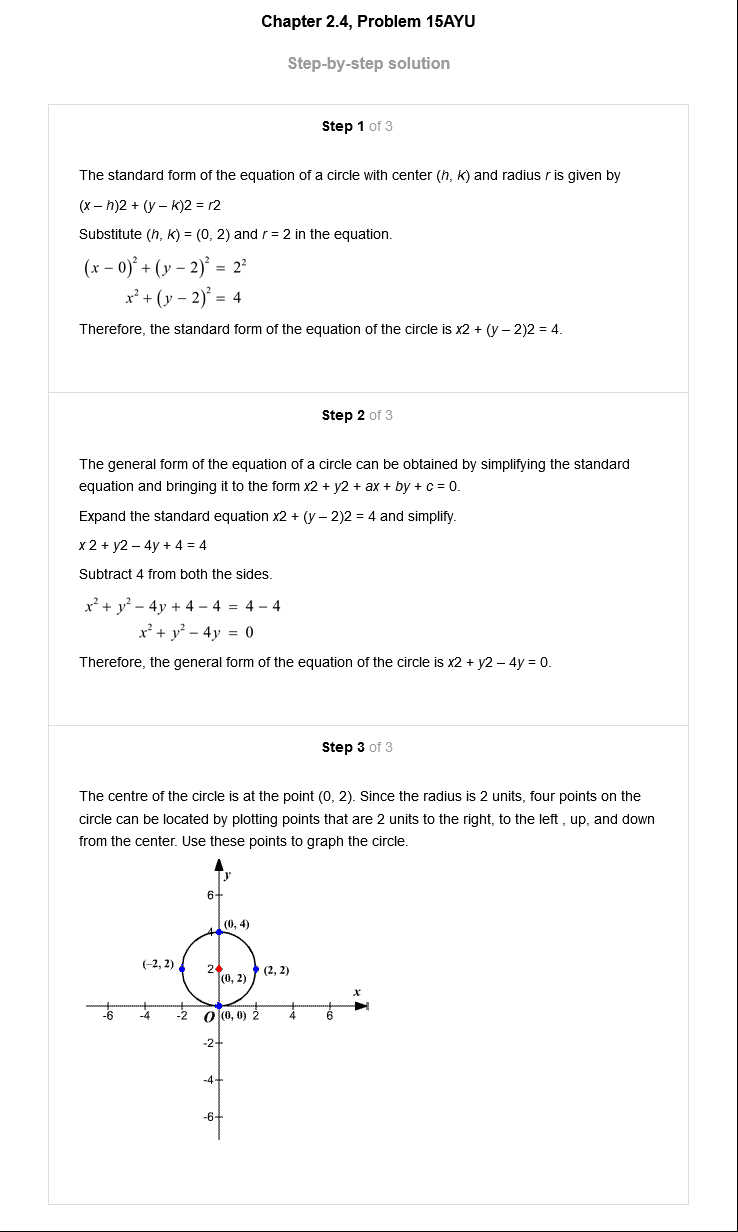 Chapter 2.4, Problem 15AYU
Step-by-step solution
Step 1 of 3
The standard form of the equation of a circle with center (h, k) and radius r is given by
(x – h)2 + (y – k)2 = r2
Substitute (h, k) = (0, 2) and r = 2 in the equation.
(x − 0)² + (y − 2)² = 2²
x² + (y − 2)² = 4
Therefore, the standard form of the equation of the circle is x2 + (y – 2)2 = 4.
Step 2 of 3
The general form of the equation of a circle can be obtained by simplifying the standard
equation and bringing it to the form x2 + y2 + ax + by + c = 0.
Expand the standard equation x2 + (y – 2)2 = 4 and simplify.
x 2 + y2 – 4y + 4 = 4
Subtract 4 from both the sides.
x² + y² − 4y + 4 − 4 = 4 − 4
x² + y² − 4y = 0
Therefore, the general form of the equation of the circle is x2 + y2 – 4y = 0.
Step 3 of 3
The centre of the circle is at the point (0, 2). Since the radius is 2 units, four points on the
circle can be located by plotting points that are 2 units to the right, to the left , up, and down
from the center. Use these points to graph the circle.
y
6
(0, 4)
4
(–2, 2)
2
(2, 2)
(0, 2)
x
-6 -4 -2 O (0, 0) 2 4 6
-2
-4
-6